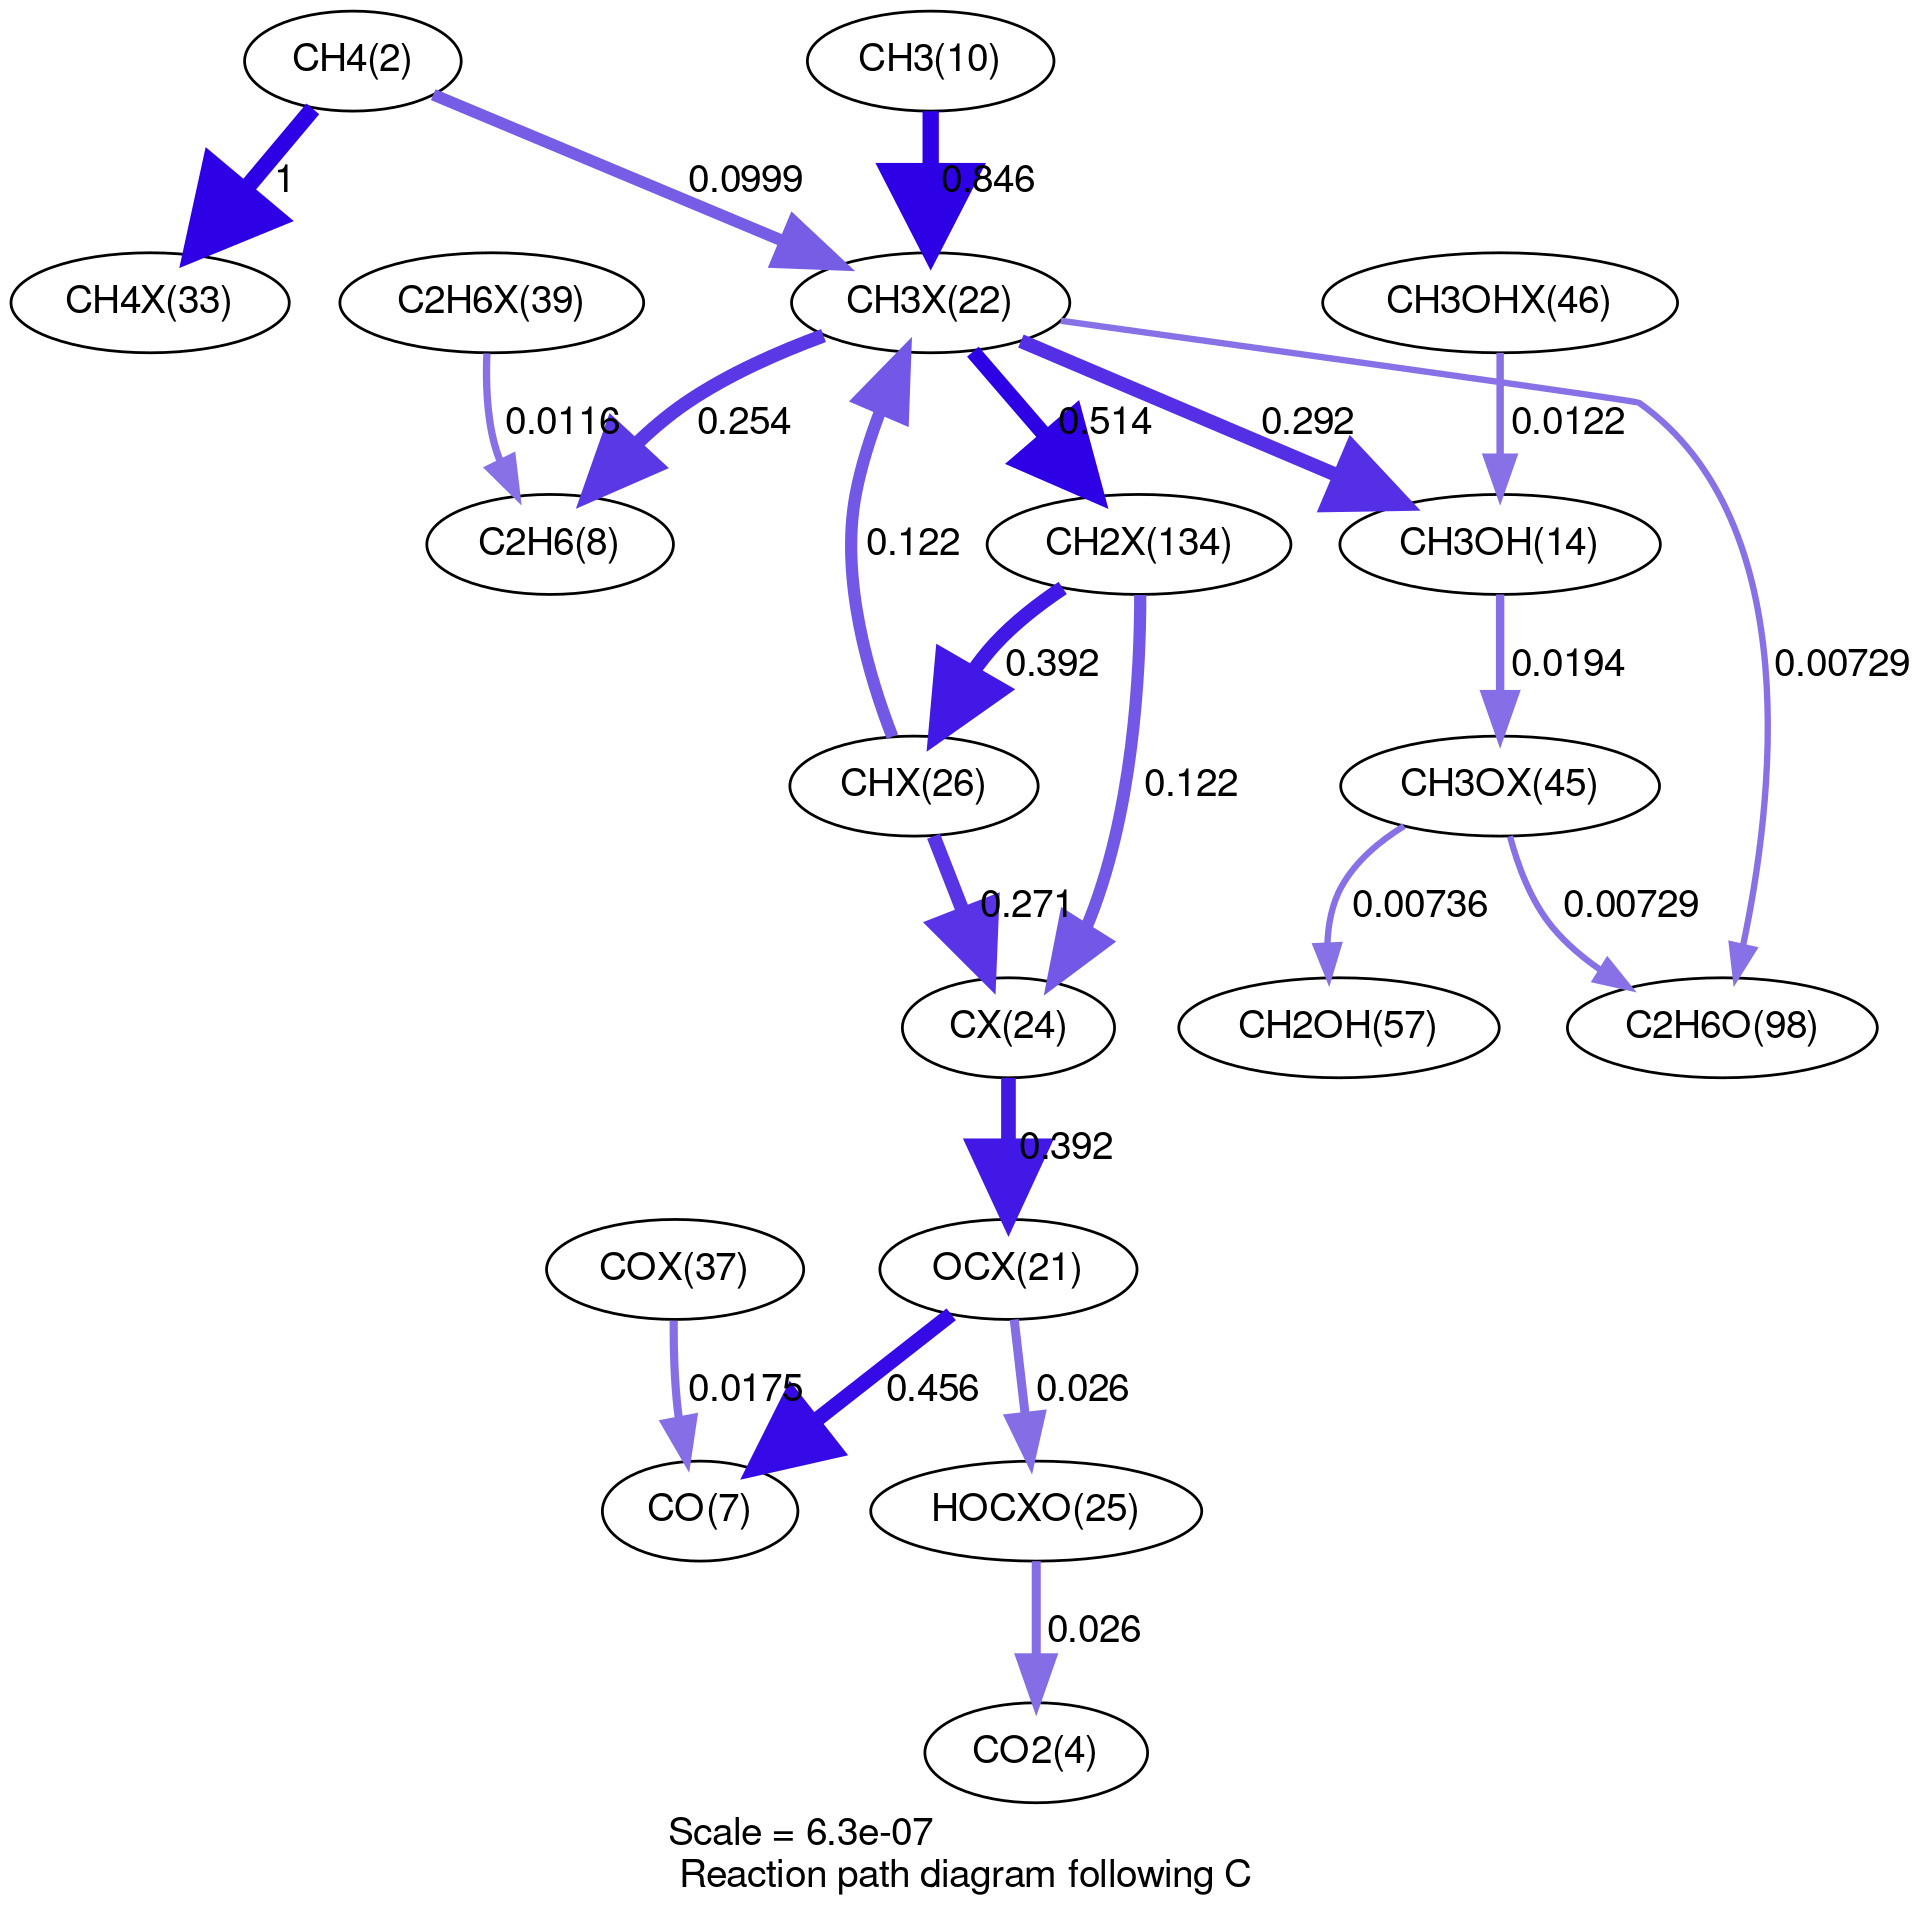 CH4(2)
CH3(10)
1
0.0999
0.846
CH4X(33)
C2H6X(39)
CH3X(22)
CH3OHX(46)
0.0116
0.254
0.514
0.292
0.0122
C2H6(8)
0.122
CH2X(134)
CH3OH(14)
0.392
0.0194
0.00729
CHX(26)
0.122
CH3OX(45)
0.271
0.00736
0.00729
CX(24)
CH2OH(57)
C2H6O(98)
0.392
COX(37)
OCX(21)
0.0175
0.456
0.026
CO(7)
HOCXO(25)
0.026
CO2(4)
Scale = 6.3e-07
Reaction path diagram following C